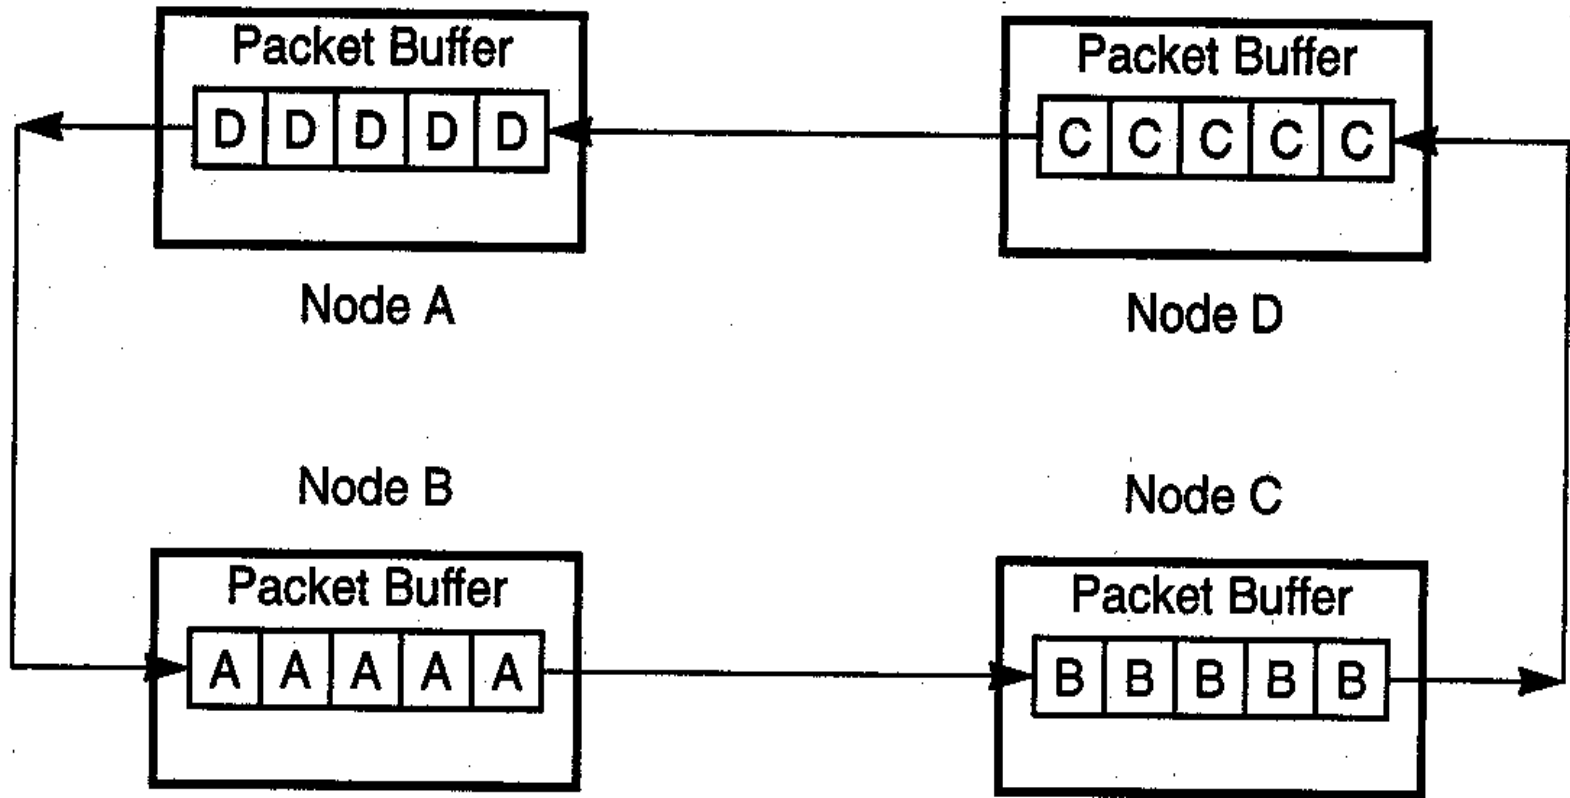 Packet Buffer
D D D D D
Node A
Packet Buffer
C C C C C
Node D
Node B
Packet Buffer
A A A A A
Node C
Packet Buffer
B B B B B